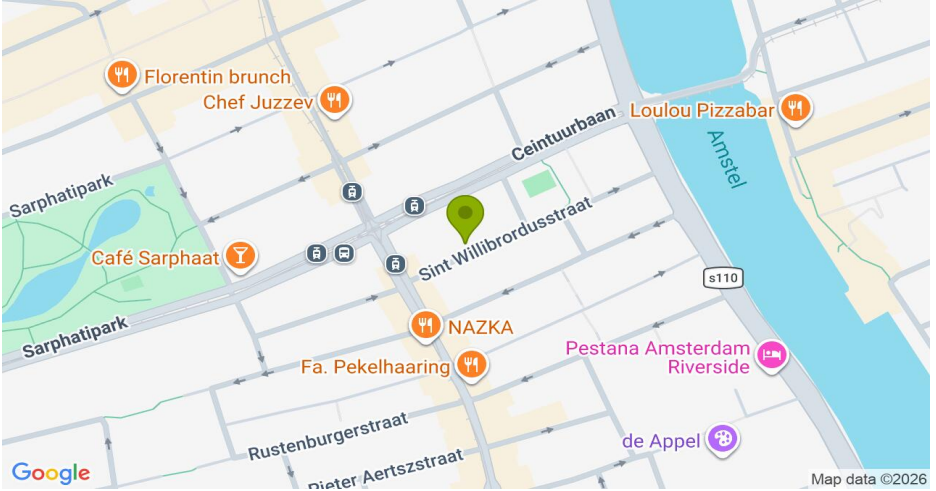 Florentin brunch
Chef Juzzev
Loulou Pizzabar
Ceintuurbaan
Amstel
Sarphatipark
Sint Willibrordusstraat
Café Sarphaat
s110
Sarphatipark
NAZKA
Pestana Amsterdam
Riverside
Fa. Pekelhaaring
Rustenburgerstraat
de Appel
Pieter Aertszstraat
Google
Map data ©2026